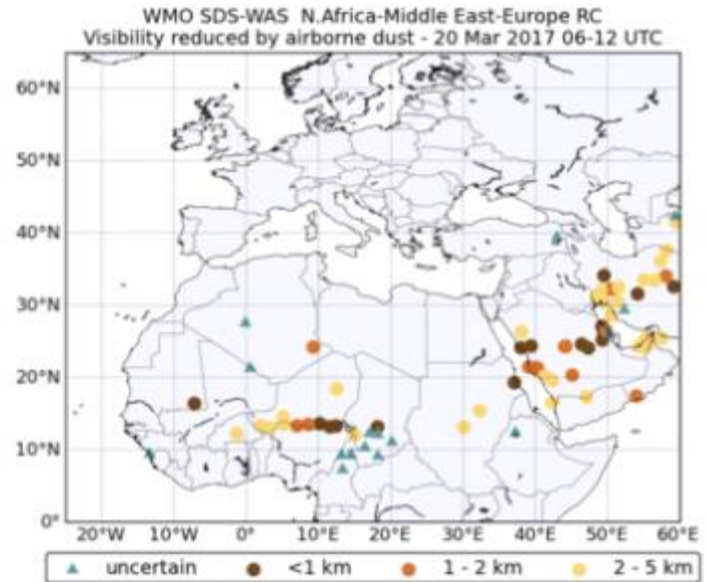 WMO SDS-WAS N.Africa-Middle East-Europe RC
Visibility reduced by airborne dust - 20 Mar 2017 06-12 UTC
60°N
50°N
40°N
30°N
20°N
10°N
0°
20°W 10°W 0° 10°E 20°E 30°E 40°E 50°E 60°E
uncertain <1 km 1 - 2 km 2 - 5 km